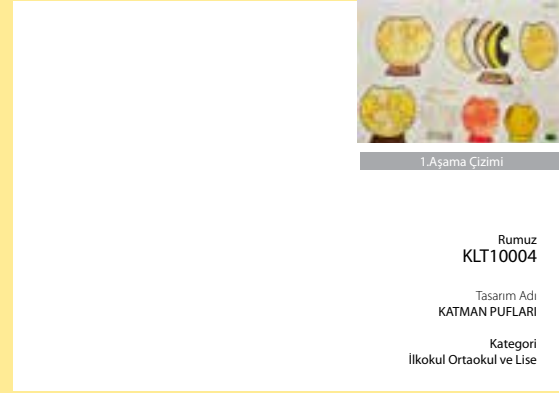 1.Aşama Çizimi
Rumuz
KLT10004
Tasarım Adı
KATMAN PUFLARI
Kategori
İlkokul Ortaokul ve Lise